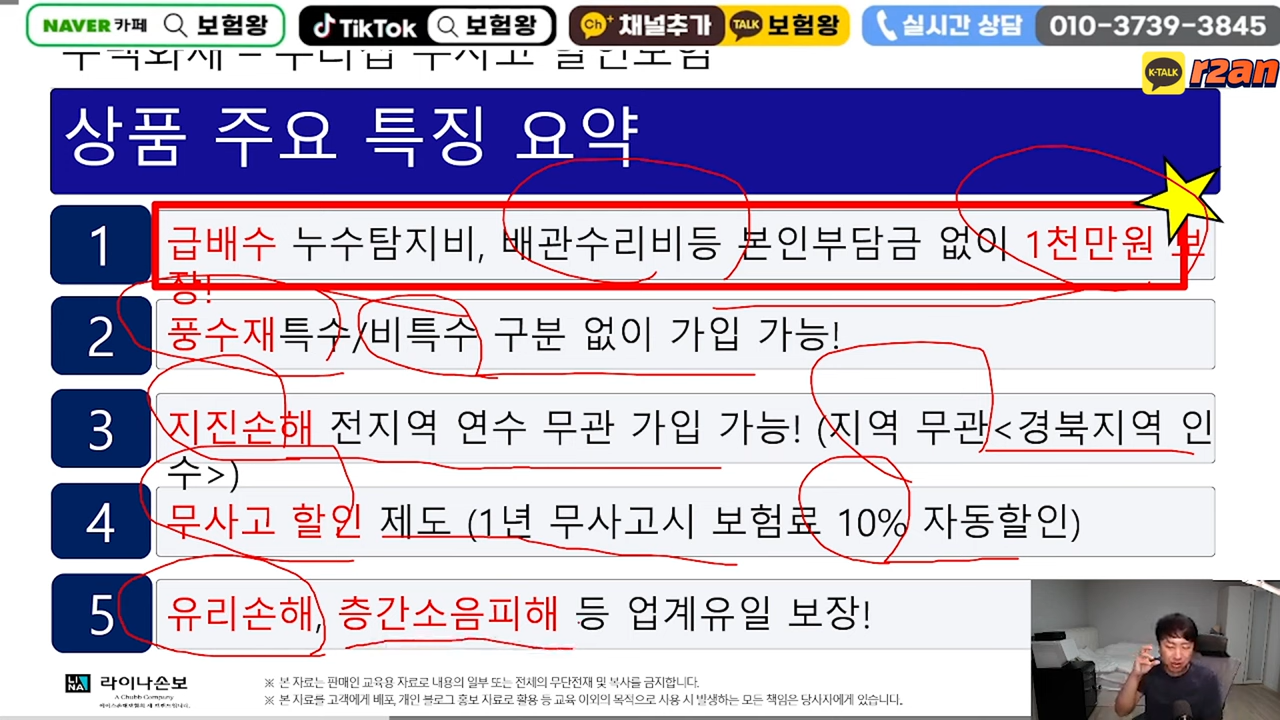 NAVER 카페 보험왕
TikTok 보험왕
Ch+ 채널추가 TALK 보험왕
실시간 상담 010-3739-3845
K-TALK r2an
상품 주요 특징 요약
1 급배수 누수탐지비, 배관수리비등 본인부담금 없이 1천만원 보
장!
2 풍수재특수/비특수 구분 없이 가입 가능!
3 지진손해 전지역 연수 무관 가입 가능! (지역 무관<경북지역 인
수>)
4 무사고 할인 제도 (1년 무사고시 보험료 10% 자동할인)
5 유리손해, 층간소음피해 등 업계유일 보장!
LINA 라이나손보
A Chubb Company
※ 본 자료는 판매인 교육용 자료로 내용의 일부 또는 전체의 무단전재 및 복사를 금지합니다.
※ 본 자료를 고객에게 배포, 개인 블로그 홍보 자료로 활용 등 교육 이외의 목적으로 사용 시 발생하는 모든 책임은 당사자에게 있습니다.